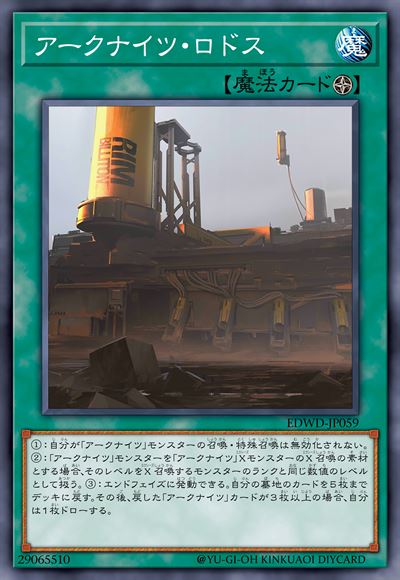 アークナイツ・ロドス
魔
【魔法カード】
RIM
BILLITON
EDWD-JP059
①:自分が「アークナイツ」モンスターの召喚・特殊召喚は無効化されない。
②:「アークナイツ」モンスターを「アークナイツ」XモンスターのX召喚の素材
とする場合、そのレベルをX召喚するモンスターのランクと同じ数値のレベル
として扱う。③:エンドフェイズに発動できる。自分の墓地のカードを5枚まで
デッキに戻す。その後、戻した「アークナイツ」カードが3枚以上の場合、自分
は1枚ドローする。
29065510
@YU-GI-OH KINKUAOI DIYCARD